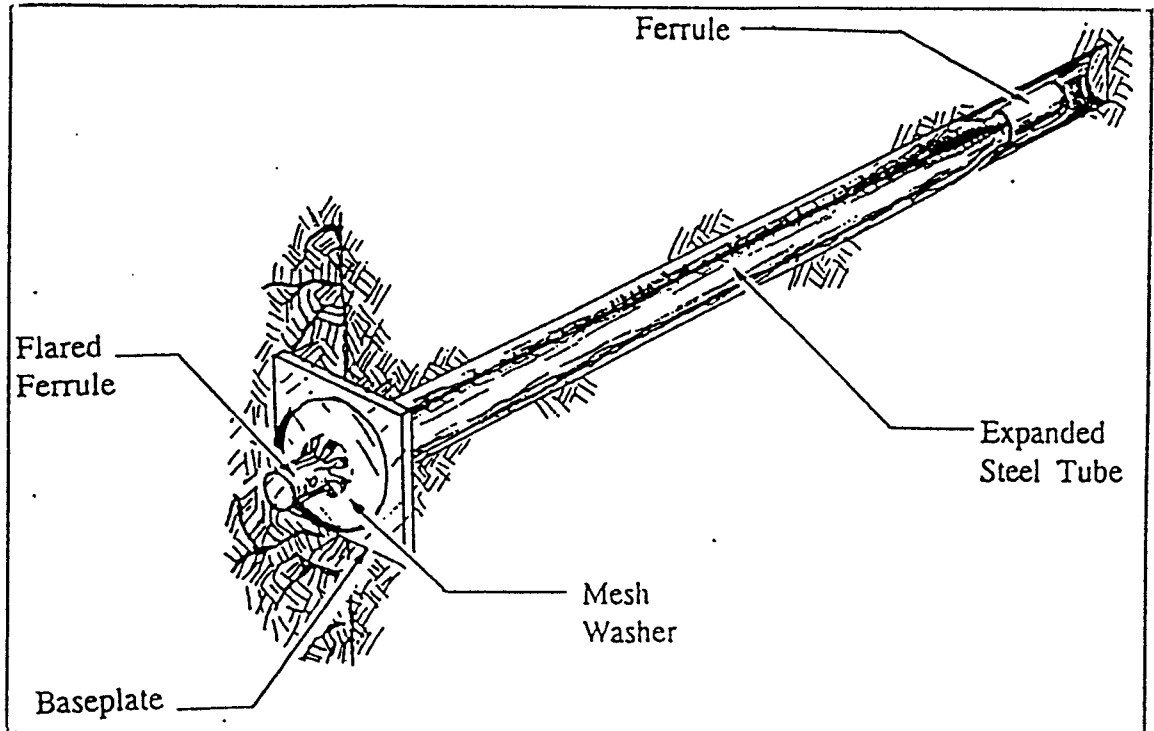 Ferrule
Flared
Ferrule
Expanded
Steel Tube
Mesh
Washer
Baseplate